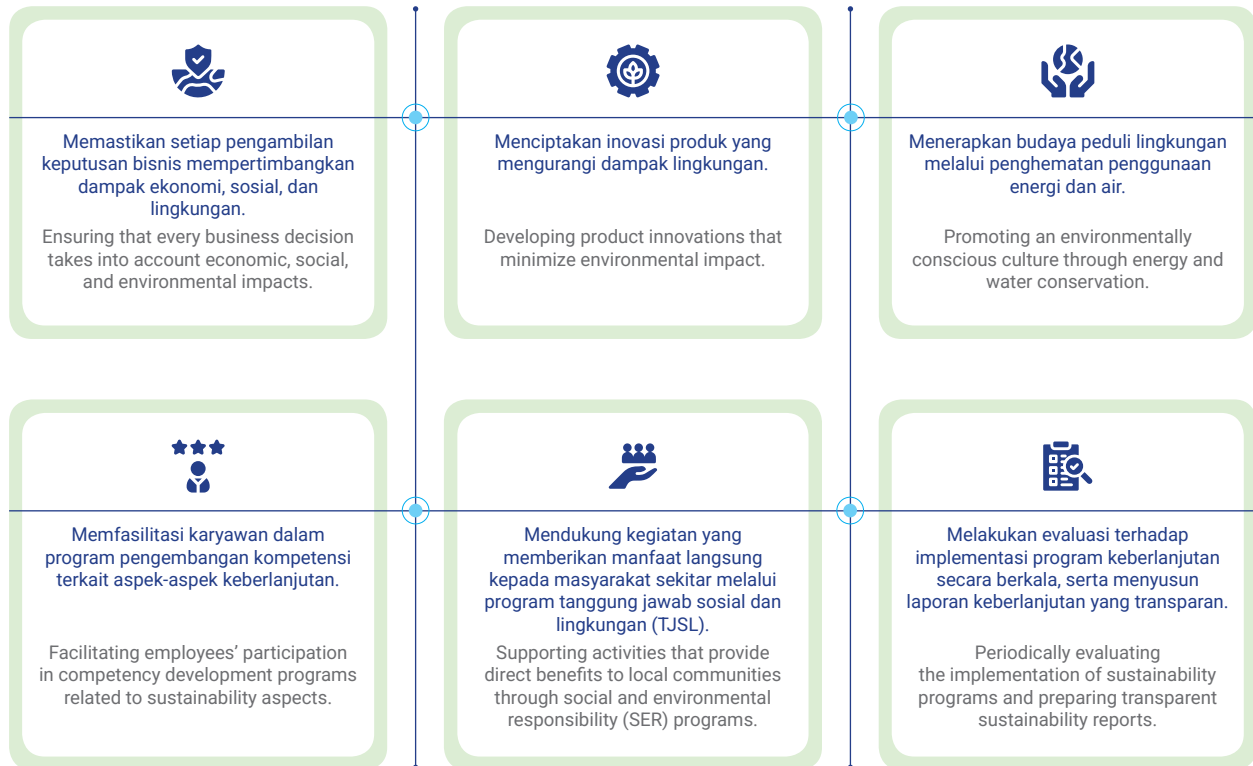 Memastikan setiap pengambilan
keputusan bisnis mempertimbangkan
dampak ekonomi, sosial, dan
lingkungan.
Ensuring that every business decision
takes into account economic, social,
and environmental impacts.
Menciptakan inovasi produk yang
mengurangi dampak lingkungan.
Developing product innovations that
minimize environmental impact.
Menerapkan budaya peduli lingkungan
melalui penghematan penggunaan
energi dan air.
Promoting an environmentally
conscious culture through energy and
water conservation.
Memfasilitasi karyawan dalam
program pengembangan kompetensi
terkait aspek-aspek keberlanjutan.
Facilitating employees’ participation
in competency development programs
related to sustainability aspects.
Mendukung kegiatan yang
memberikan manfaat langsung
kepada masyarakat sekitar melalui
program tanggung jawab sosial dan
lingkungan (TJSL).
Supporting activities that provide
direct benefits to local communities
through social and environmental
responsibility (SER) programs.
Melakukan evaluasi terhadap
implementasi program keberlanjutan
secara berkala, serta menyusun
laporan keberlanjutan yang transparan.
Periodically evaluating
the implementation of sustainability
programs and preparing transparent
sustainability reports.